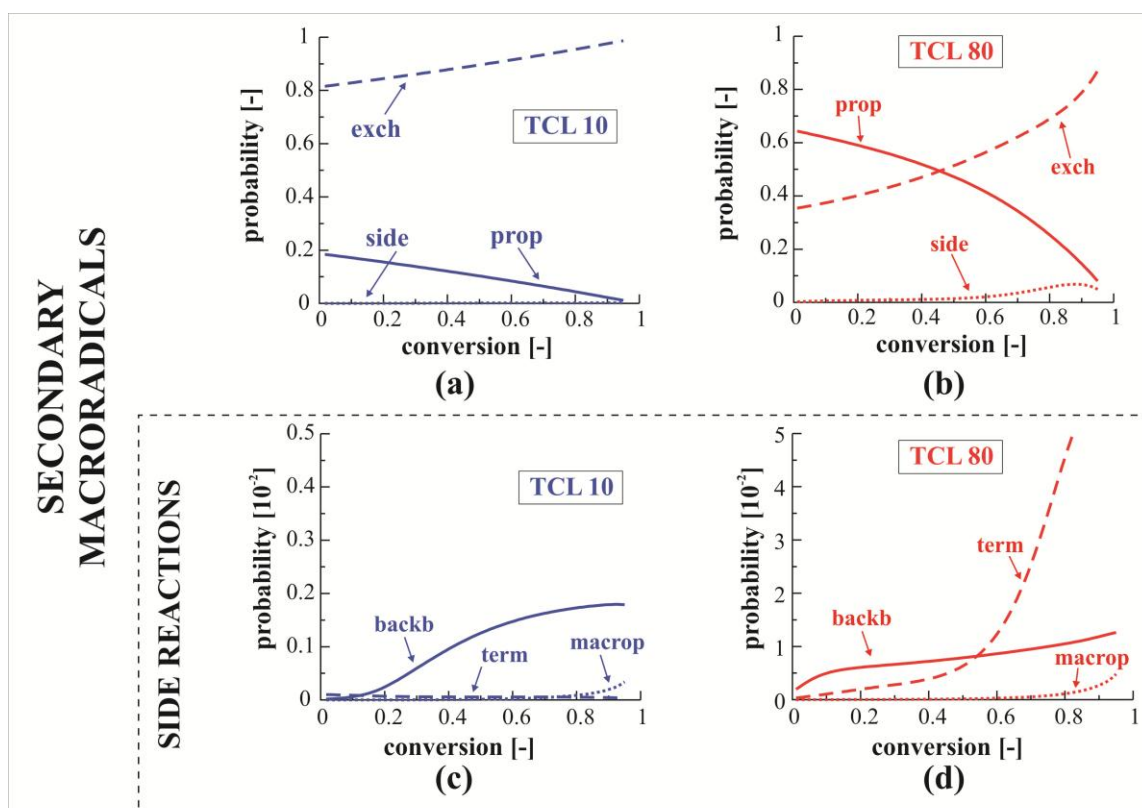 SECONDARY
MACRORADICALS
1
0.8
0.6
0.4
0.2
0
probability [-]
exch
TCL 10
side
prop
0
0.2
0.4
0.6
0.8
1
conversion [-]
(a)
1
0.8
0.6
0.4
0.2
0
probability [-]
TCL 80
prop
exch
side
0
0.2
0.4
0.6
0.8
1
conversion [-]
(b)
SIDE REACTIONS
0.5
0.4
0.3
0.2
0.1
0
probability [10⁻²]
TCL 10
backb
term
macrop
0
0.2
0.4
0.6
0.8
1
conversion [-]
(c)
5
4
3
2
1
0
probability [10⁻²]
TCL 80
term
backb
macrop
0
0.2
0.4
0.6
0.8
1
conversion [-]
(d)